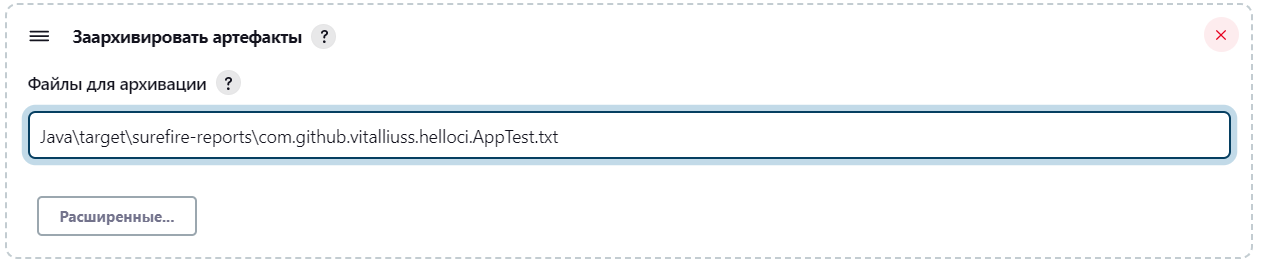 Заархивировать артефакты ?
Файлы для архивации ?
Java\target\surefire-reports\com.github.vitalliuss.helloci.AppTest.txt
Расширенные...